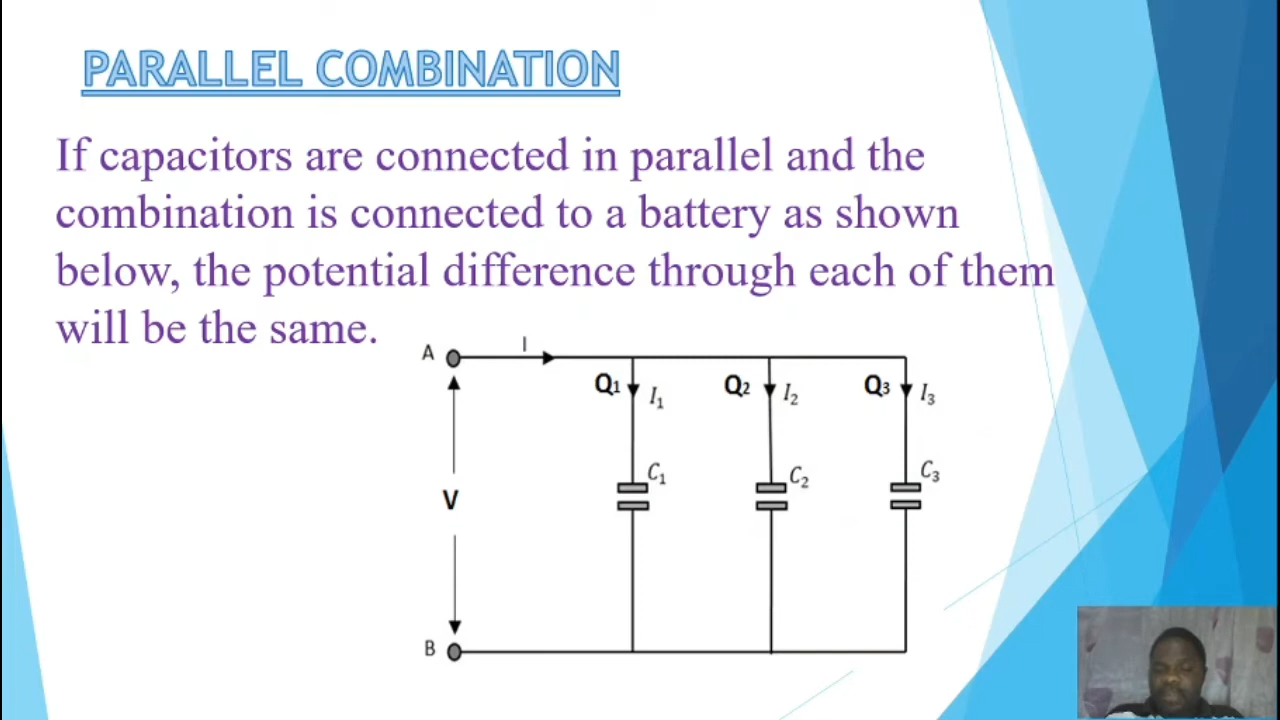 PARALLEL COMBINATION
If capacitors are connected in parallel and the
combination is connected to a battery as shown
below, the potential difference through each of them
will be the same.
A I
Q1 I1 Q2 I2 Q3 I3
C1 C2 C3
V
B